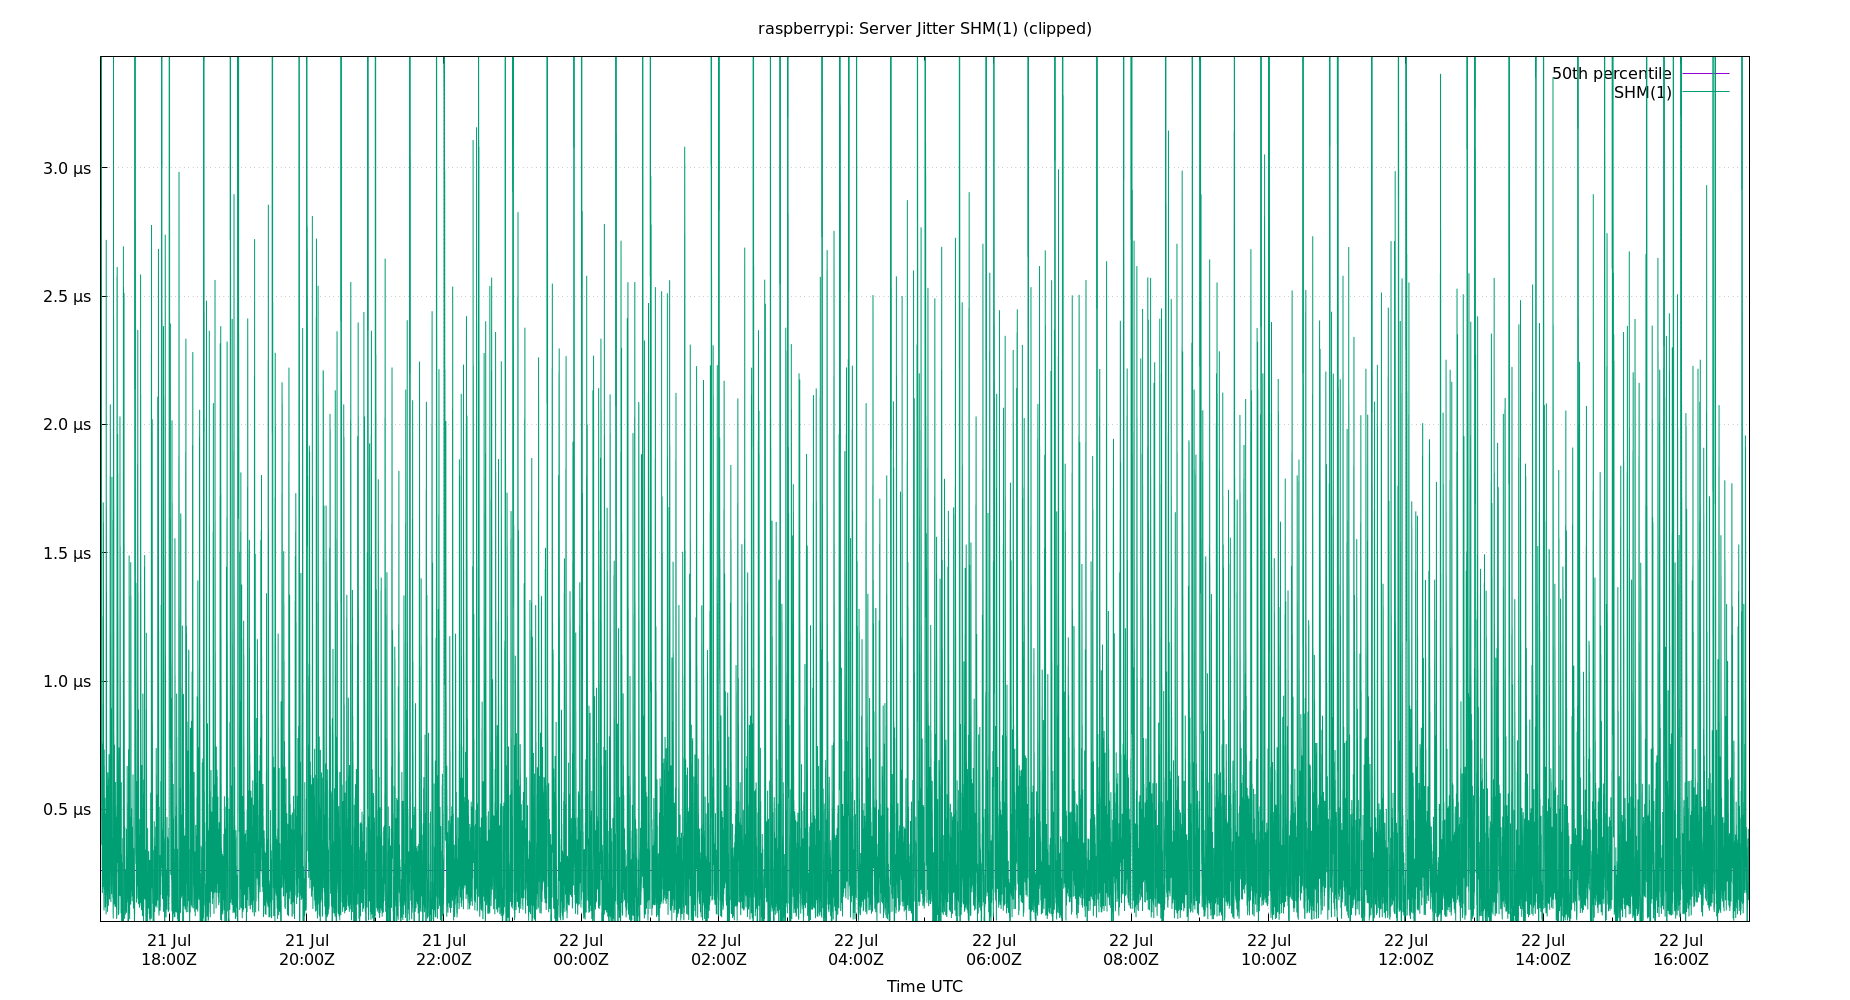 raspberrypi: Server Jitter SHM(1) (clipped)
50th percentile
SHM(1)
3.0 µs
2.5 µs
2.0 µs
1.5 µs
1.0 µs
0.5 µs
21 Jul 21 Jul 21 Jul 22 Jul 22 Jul 22 Jul 22 Jul 22 Jul 22 Jul 22 Jul 22 Jul 22 Jul
18:00Z 20:00Z 22:00Z 00:00Z 02:00Z 04:00Z 06:00Z 08:00Z 10:00Z 12:00Z 14:00Z 16:00Z
Time UTC